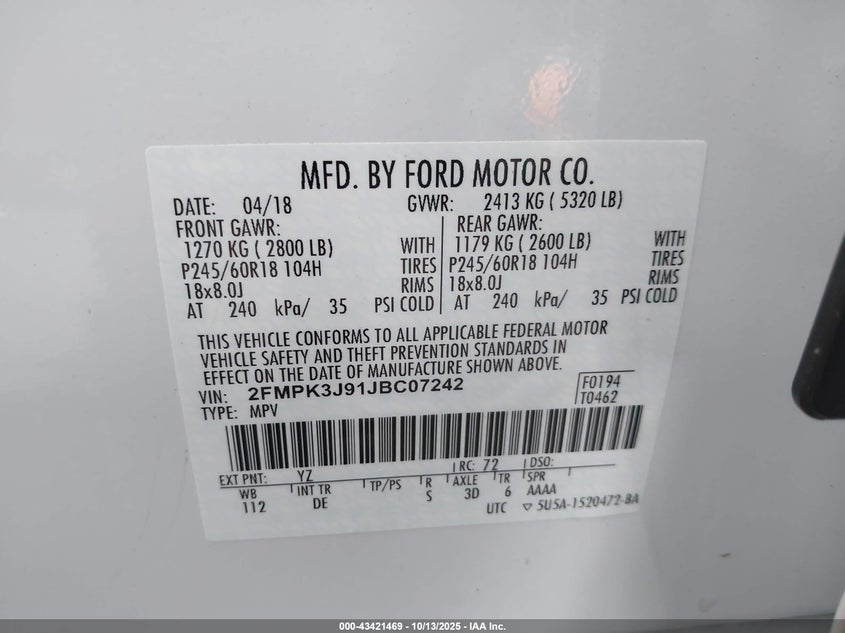 MFD. BY FORD MOTOR CO.
DATE: 04/18 GVWR: 2413 KG ( 5320 LB)
FRONT GAWR: REAR GAWR:
1270 KG ( 2800 LB) WITH 1179 KG ( 2600 LB) WITH
P245/60R18 104H TIRES P245/60R18 104H TIRES
18x8.0J RIMS 18x8.0J RIMS
AT 240 kPa/ 35 PSI COLD AT 240 kPa/ 35 PSI COLD
THIS VEHICLE CONFORMS TO ALL APPLICABLE FEDERAL MOTOR
VEHICLE SAFETY AND THEFT PREVENTION STANDARDS IN
EFFECT ON THE DATE OF MANUFACTURE SHOWN ABOVE.
VIN: 2FMPK3J91JBC07242 F0194
TYPE: MPV T0462
EXT PNT: YZ RC: 72 DSO:
WB INT TR TP/PS R AXLE TR SPR
112 DE S 3D 6 AAAA
UTC ▽ 5U5A-1520472-BA
000-43421469 | 10/13/2025 | IAA Inc.